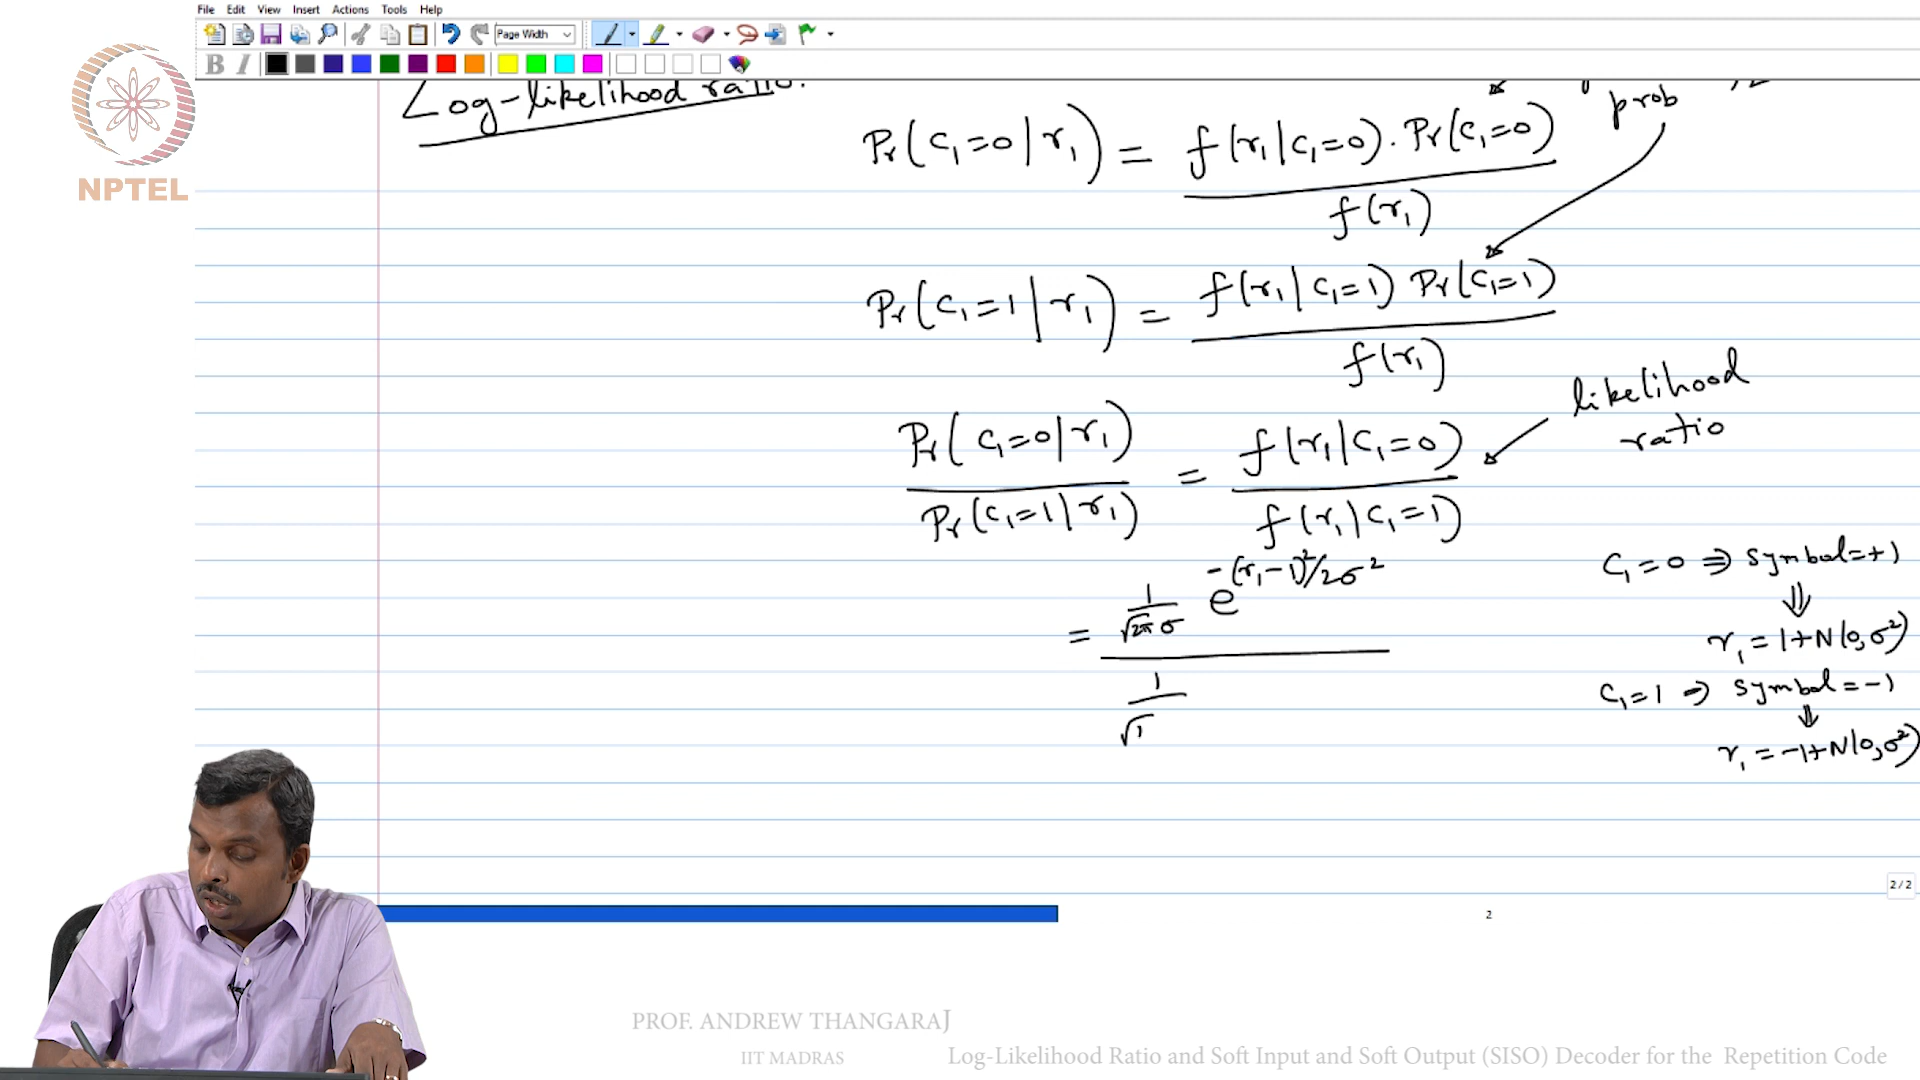 File Edit View Insert Actions Tools Help
Page Width
B I
NPTEL
Log-likelihood ratio.
prob
Pr(c₁=0|r₁) = f(r₁|c₁=0)·Pr(c₁=0) / f(r₁)
Pr(c₁=1|r₁) = f(r₁|c₁=1) Pr(c₁=1) / f(r₁)
likelihood
ratio
Pr(c₁=0|r₁) / Pr(c₁=1|r₁) = f(r₁|c₁=0) / f(r₁|c₁=1)
c₁=0 ⇒ symbol=+1
⇓
r₁ = 1+N(0,σ²)
c₁=1 ⇒ symbol=-1
⇓
r₁ = -1+N(0,σ²)
= 1/√2π σ e^-(r₁-1)²/2σ²
1/√
2/2
2
PROF. ANDREW THANGARAJ
IIT MADRAS
Log-Likelihood Ratio and Soft Input and Soft Output (SISO) Decoder for the Repetition Code